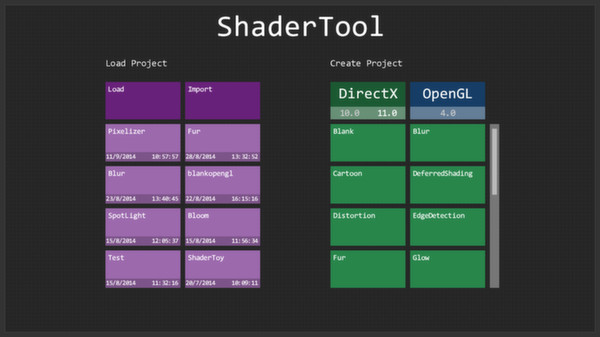 ShaderTool
Load Project
Create Project
Load
Import
DirectX
OpenGL
10.0
11.0
4.0
Pixelizer
11/9/2014 10:57:57
Fur
28/8/2014 13:32:52
Blur
23/8/2014 13:40:45
blankopengl
22/8/2014 16:15:16
SpotLight
15/8/2014 12:05:37
Bloom
15/8/2014 11:56:34
Test
15/8/2014 11:32:16
ShaderToy
20/7/2014 10:09:11
Blank
Blur
Cartoon
DeferredShading
Distortion
EdgeDetection
Fur
Glow